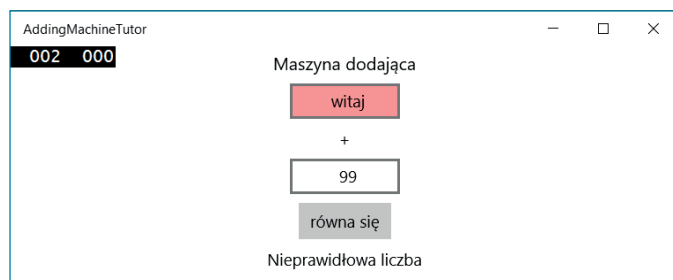 AddingMachineTutor
002 000
Maszyna dodająca
witaj
+
99
równa się
Nieprawidłowa liczba